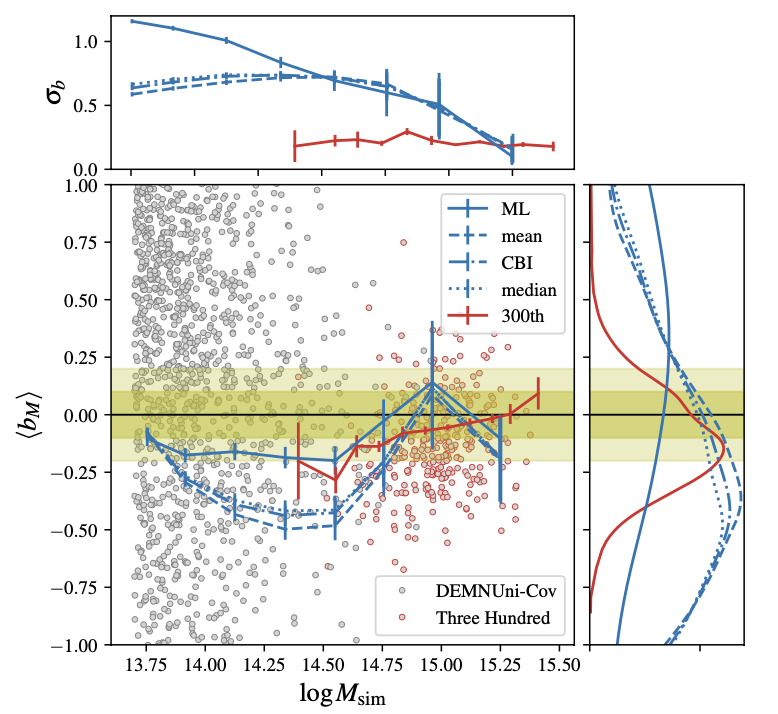 1.0
0.5
0.0
σ_b
1.00
0.75
0.50
0.25
0.00
−0.25
−0.50
−0.75
−1.00
⟨b_M⟩
ML
mean
CBI
median
300th
DEMNUni-Cov
Three Hundred
13.75 14.00 14.25 14.50 14.75 15.00 15.25 15.50
log M_sim